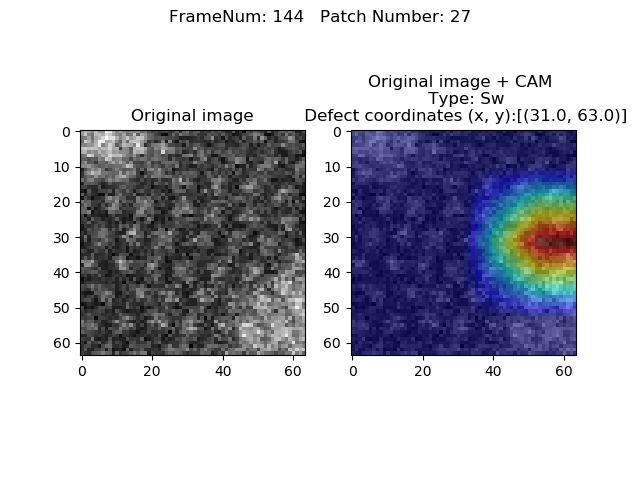 FrameNum: 144   Patch Number: 27
Original image
Original image + CAM
Type: Sw
Defect coordinates (x, y):[(31.0, 63.0)]
0
10
20
30
40
50
60
0 20 40 60
0
10
20
30
40
50
60
0 20 40 60